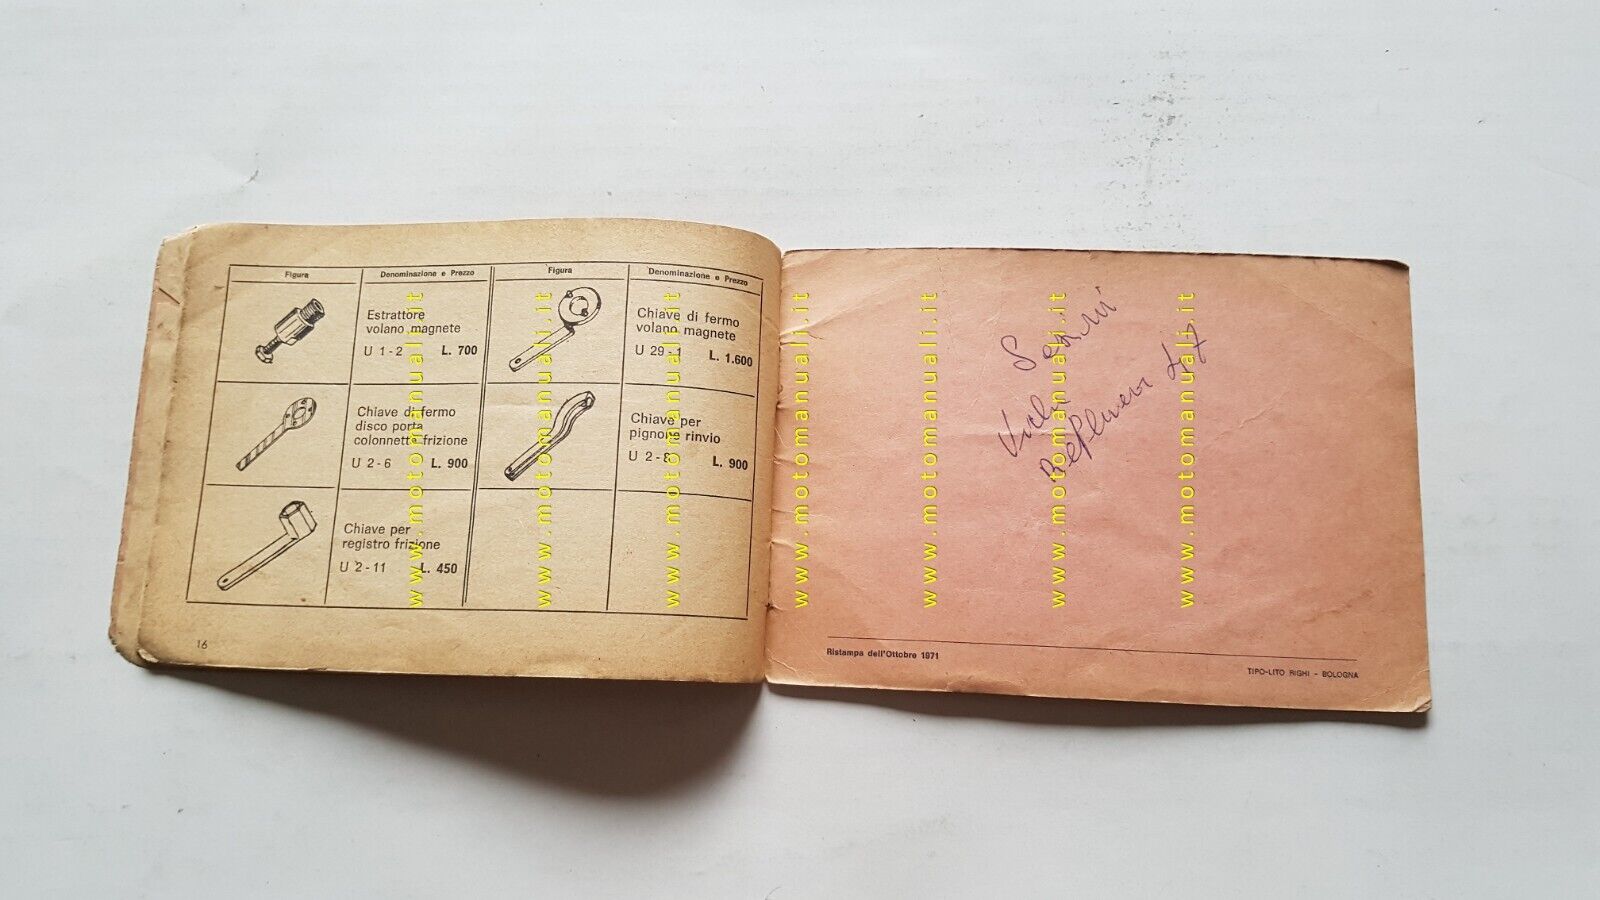 Figura
Denominazione e Prezzo
Figura
Denominazione e Prezzo
Estrattore
volano magnete
U 1-2 L. 700
Chiave di fermo
volano magnete
U 29-1 L. 1.600
Chiave di fermo
disco porta
colonnette frizione
U 2-6 L. 900
Chiave per
pignone rinvio
U 2-8 L. 900
Chiave per
registro frizione
U 2-11 L. 450
16
Ristampa dell'Ottobre 1971
TIPO-LITO RIGHI - BOLOGNA
www.motomanuali.it
www.motomanuali.it
www.motomanuali.it
www.motomanuali.it
www.motomanuali.it
www.motomanuali.it
www.motomanuali.it